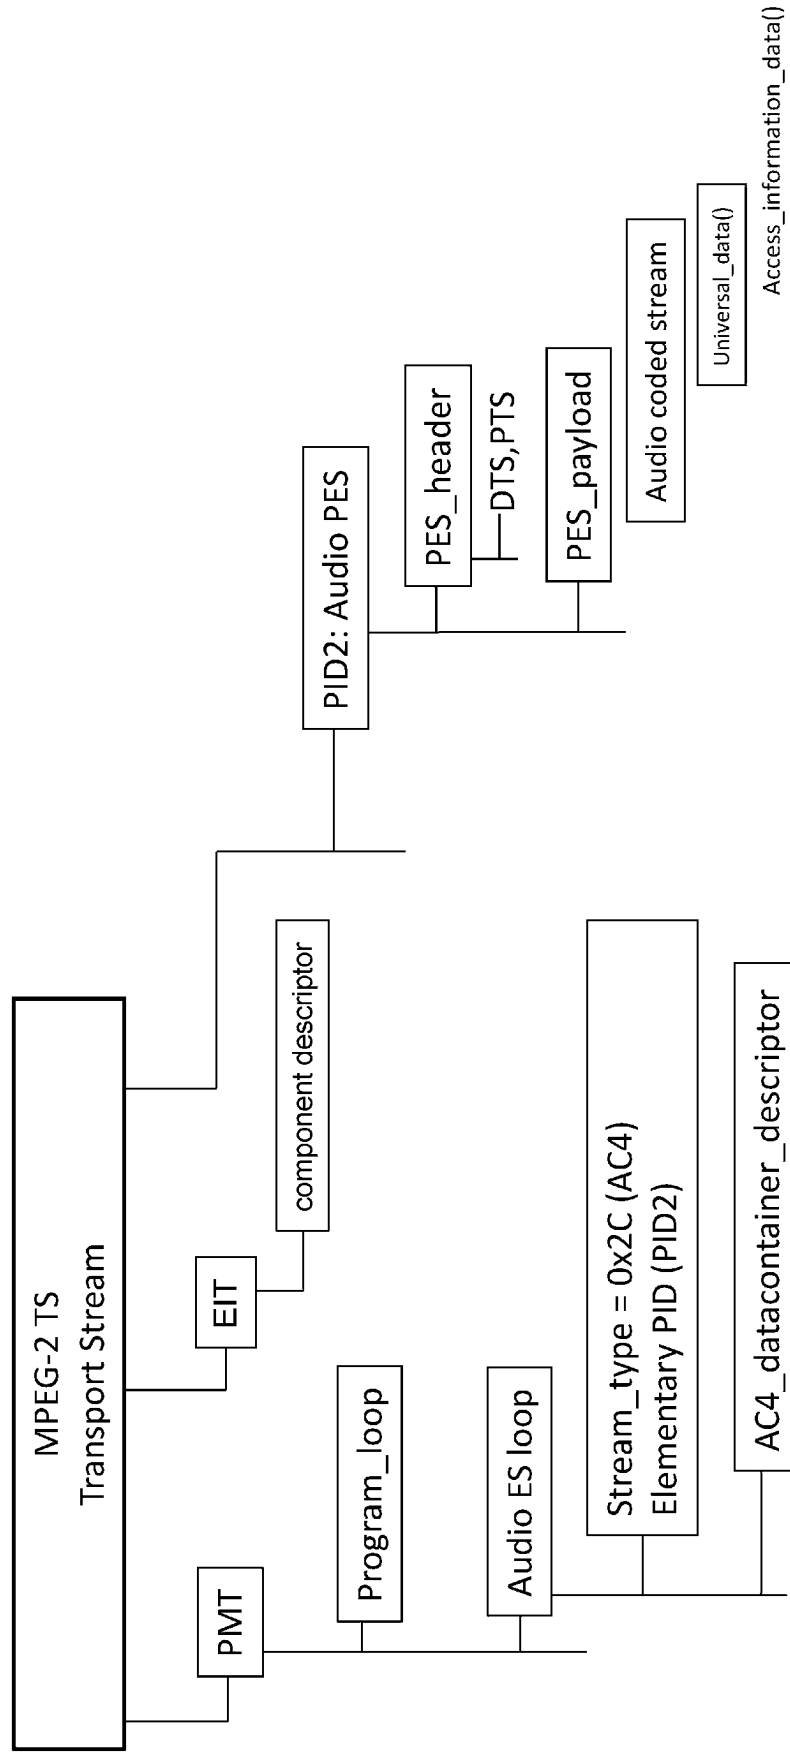 MPEG-2 TS
Transport Stream
PMT
Program_loop
Audio ES loop
Stream_type = 0x2C (AC4)
Elementary PID (PID2)
AC4_datacontainer_descriptor
EIT
component descriptor
PID2: Audio PES
PES_header
DTS,PTS
PES_payload
Audio coded stream
Universal_data()
Access_information_data()